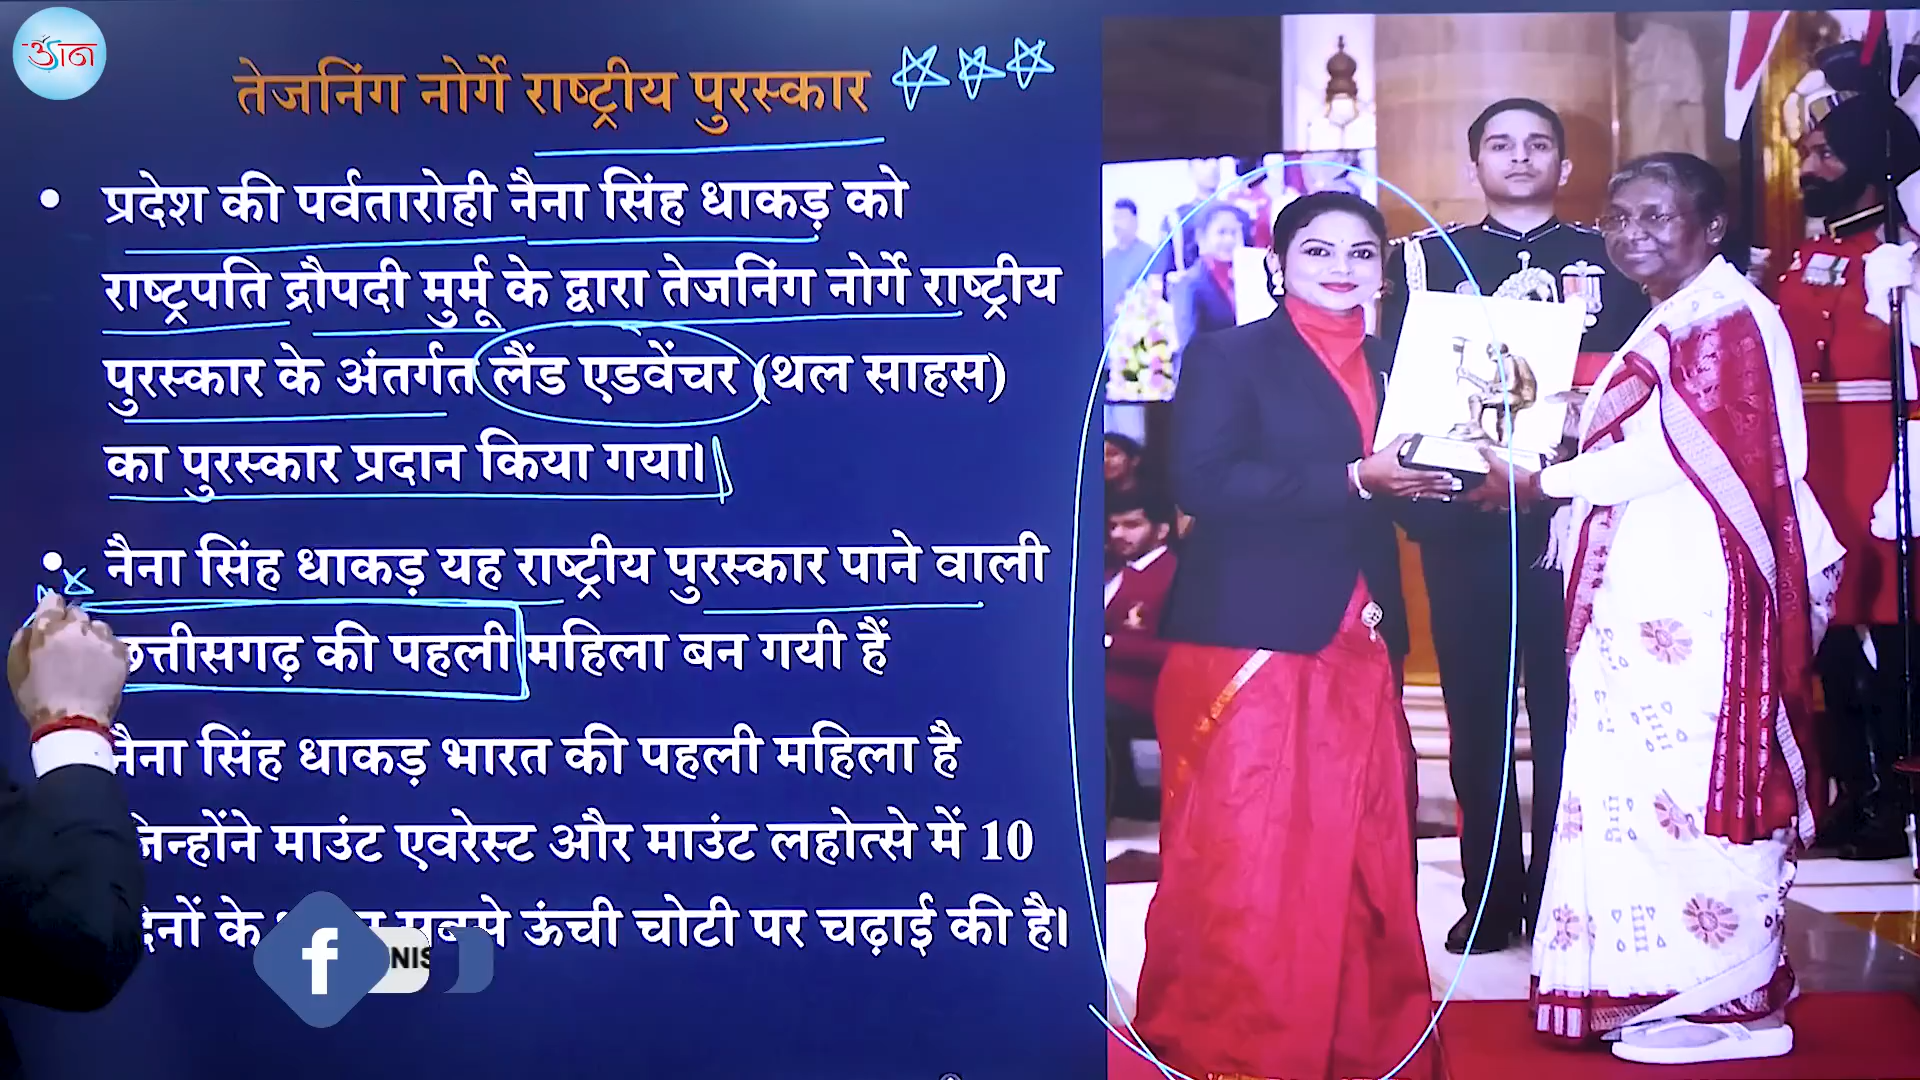 ज्ञान
तेजनिंग नोर्गे राष्ट्रीय पुरस्कार
• प्रदेश की पर्वतारोही नैना सिंह धाकड़ को
राष्ट्रपति द्रौपदी मुर्मू के द्वारा तेजनिंग नोर्गे राष्ट्रीय
पुरस्कार के अंतर्गत लैंड एडवेंचर (थल साहस)
का पुरस्कार प्रदान किया गया।
• नैना सिंह धाकड़ यह राष्ट्रीय पुरस्कार पाने वाली
छत्तीसगढ़ की पहली महिला बन गयी हैं
नैना सिंह धाकड़ भारत की पहली महिला है
जिन्होंने माउंट एवरेस्ट और माउंट लहोत्से में 10
के सबसे ऊंची चोटी पर चढ़ाई की है।
f